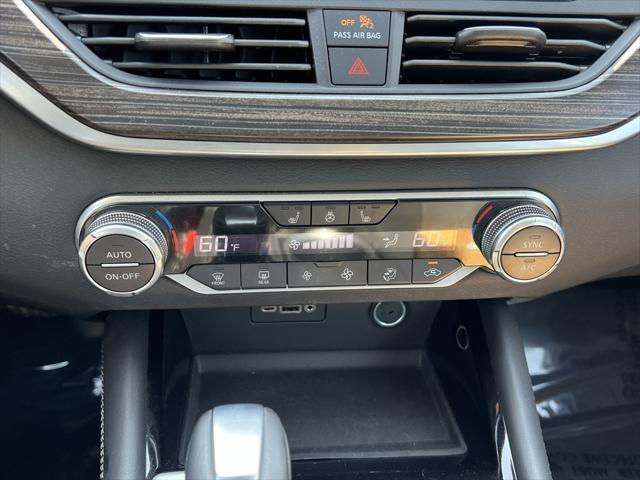 OFF
PASS AIR BAG
60°F
60
AUTO
ON·OFF
SYNC
A/C
FRONT
REAR